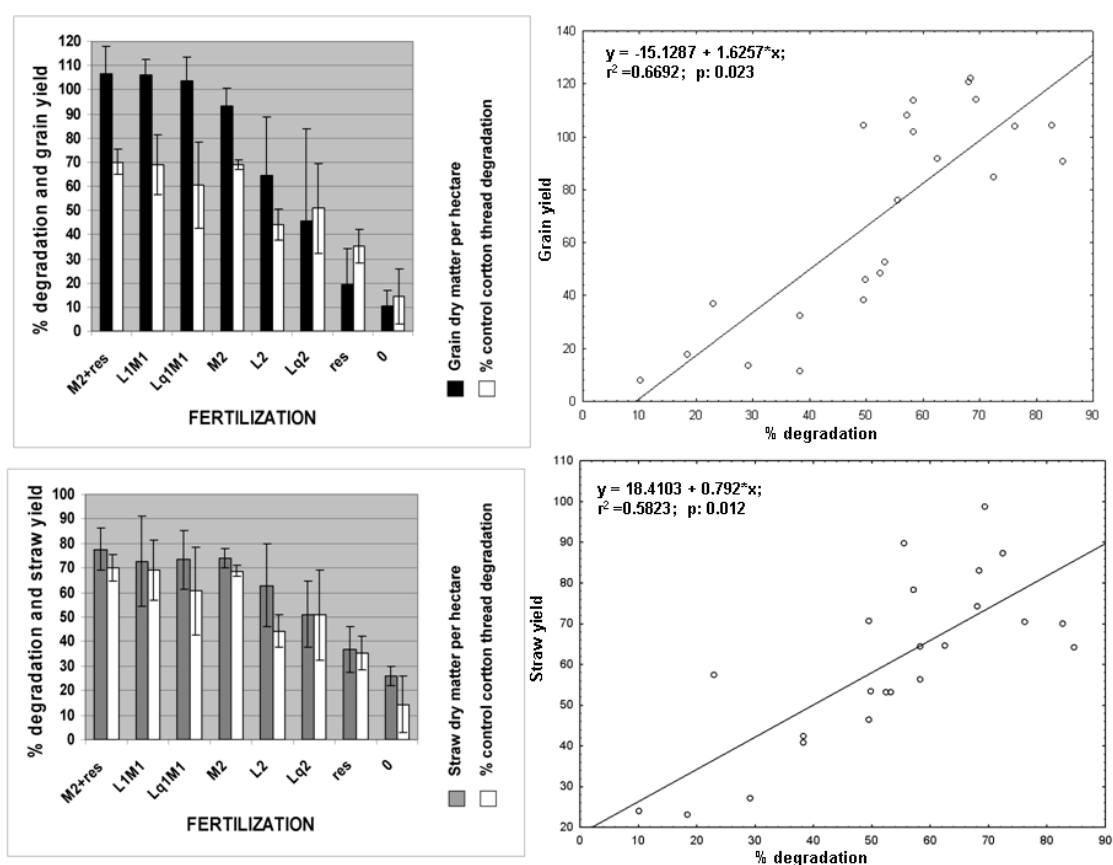 % degradation and grain yield
120
110
100
90
80
70
60
50
40
30
20
10
0
M2+res
L1M1
Lq1M1
M2
L2
Lq2
res
0
FERTILIZATION
Grain dry matter per hectare
% control cortton thread degradation
y = -15.1287 + 1.6257*x;
r² =0.6692; p: 0.023
Grain yield
140
120
100
80
60
40
20
0
0 10 20 30 40 50 60 70 80 90
% degradation
% degradation and straw yield
100
90
80
70
60
50
40
30
20
10
0
M2+res
L1M1
Lq1M1
M2
L2
Lq2
res
0
FERTILIZATION
Straw dry matter per hectare
% control cortton thread degradation
y = 18.4103 + 0.792*x;
r² =0.5823; p: 0.012
Straw yield
110
100
90
80
70
60
50
40
30
20
0 10 20 30 40 50 60 70 80 90
% degradation